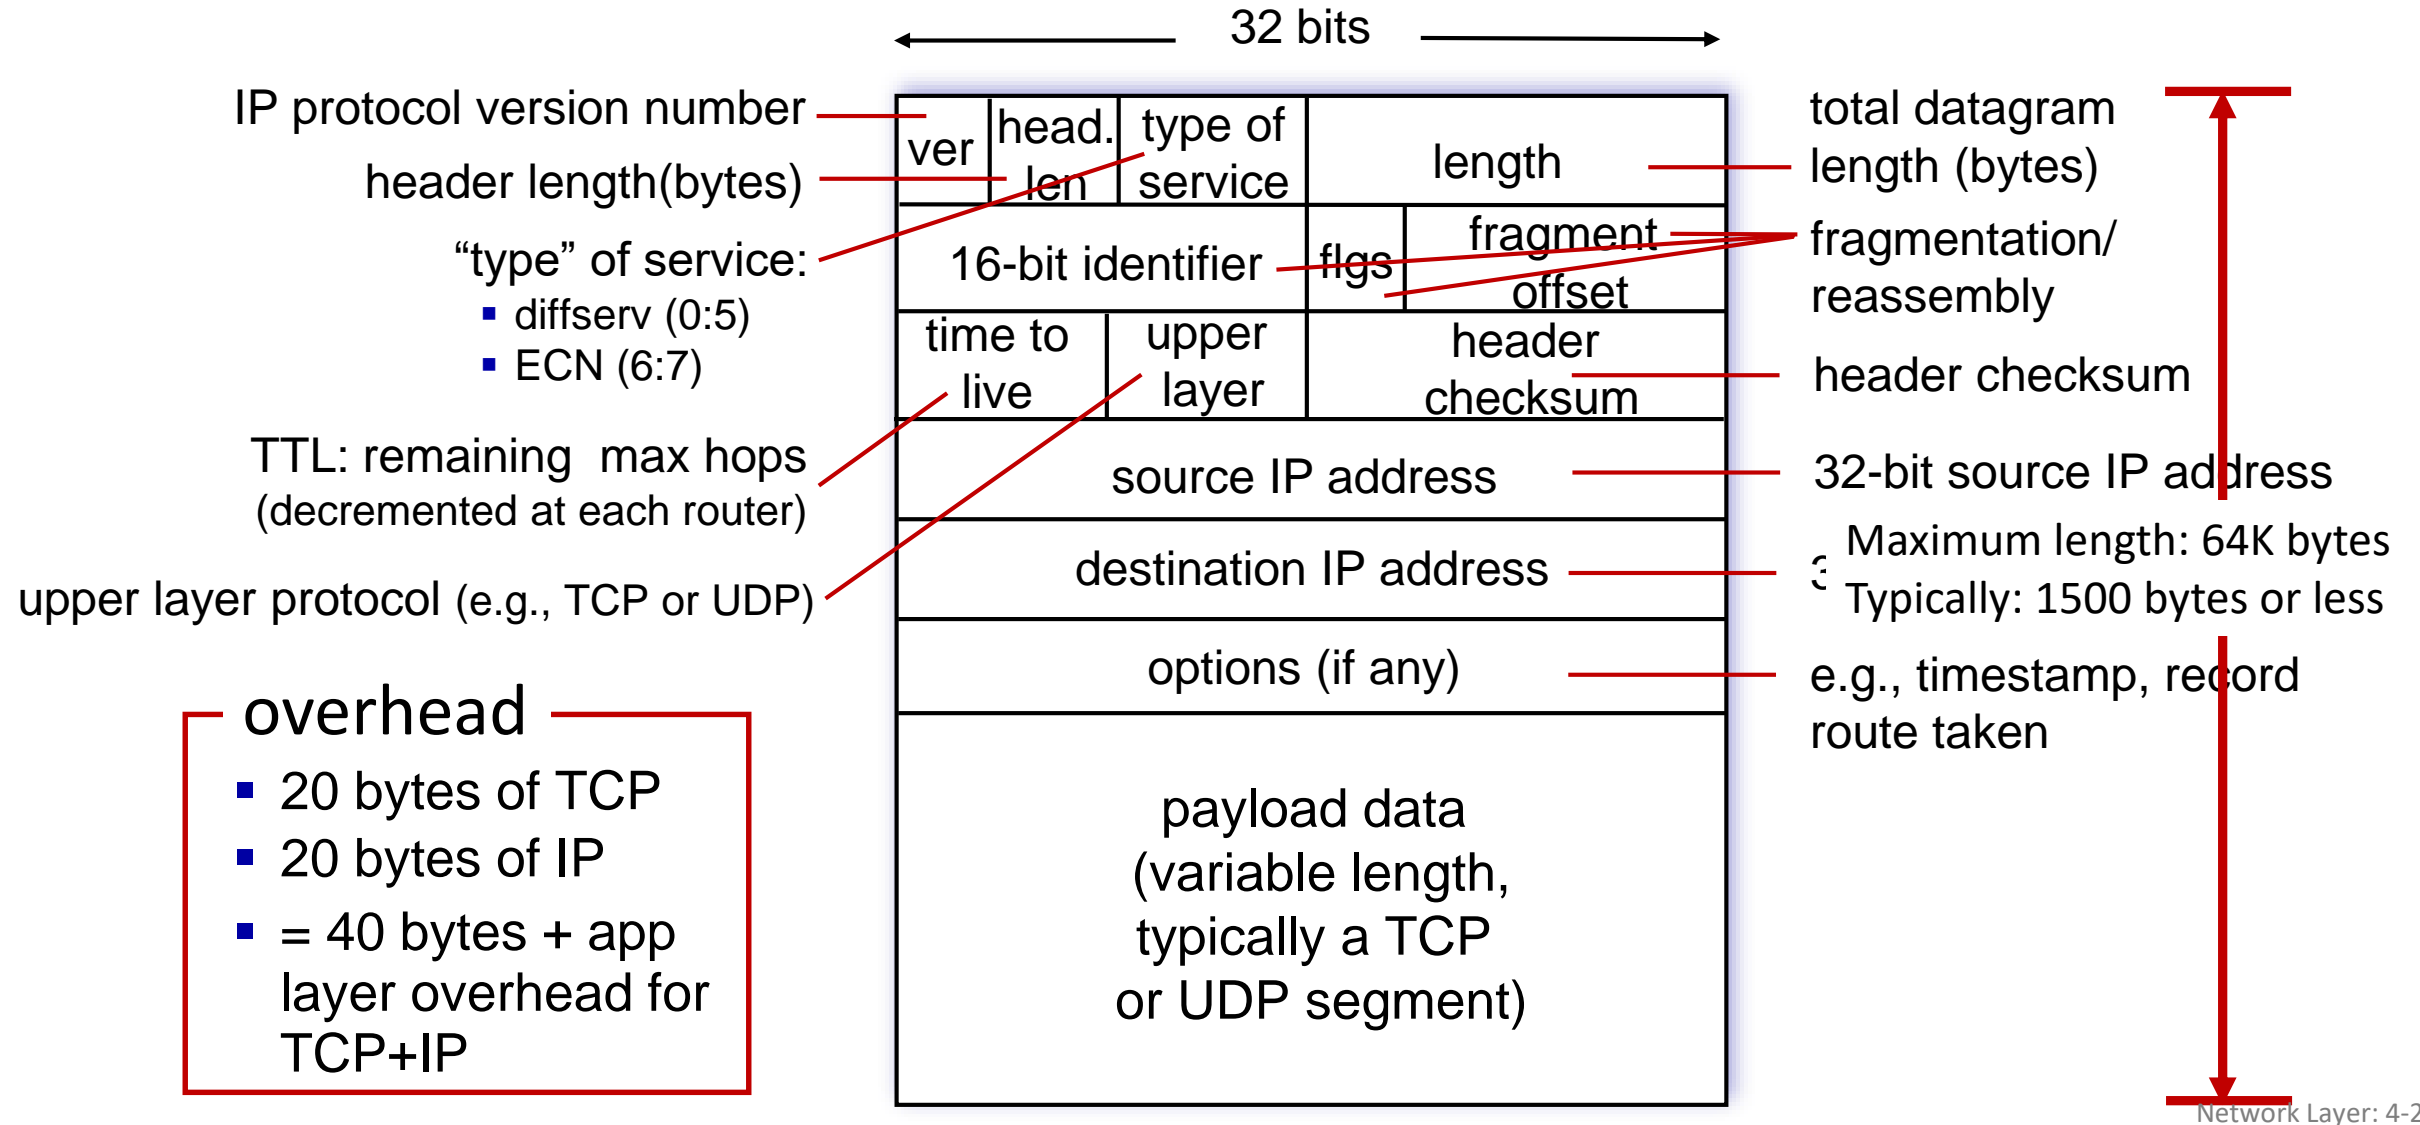 32 bits
IP protocol version number
header length(bytes)
“type” of service:
▪ diffserv (0:5)
▪ ECN (6:7)
TTL: remaining max hops
(decremented at each router)
upper layer protocol (e.g., TCP or UDP)
overhead
▪ 20 bytes of TCP
▪ 20 bytes of IP
▪ = 40 bytes + app
layer overhead for
TCP+IP
ver
head.
len
type of
service
length
16-bit identifier
flgs
fragment
offset
time to
live
upper
layer
header
checksum
source IP address
destination IP address
options (if any)
payload data
(variable length,
typically a TCP
or UDP segment)
total datagram
length (bytes)
fragmentation/
reassembly
header checksum
32-bit source IP address
Maximum length: 64K bytes
Typically: 1500 bytes or less
e.g., timestamp, record
route taken
Network Layer: 4-2